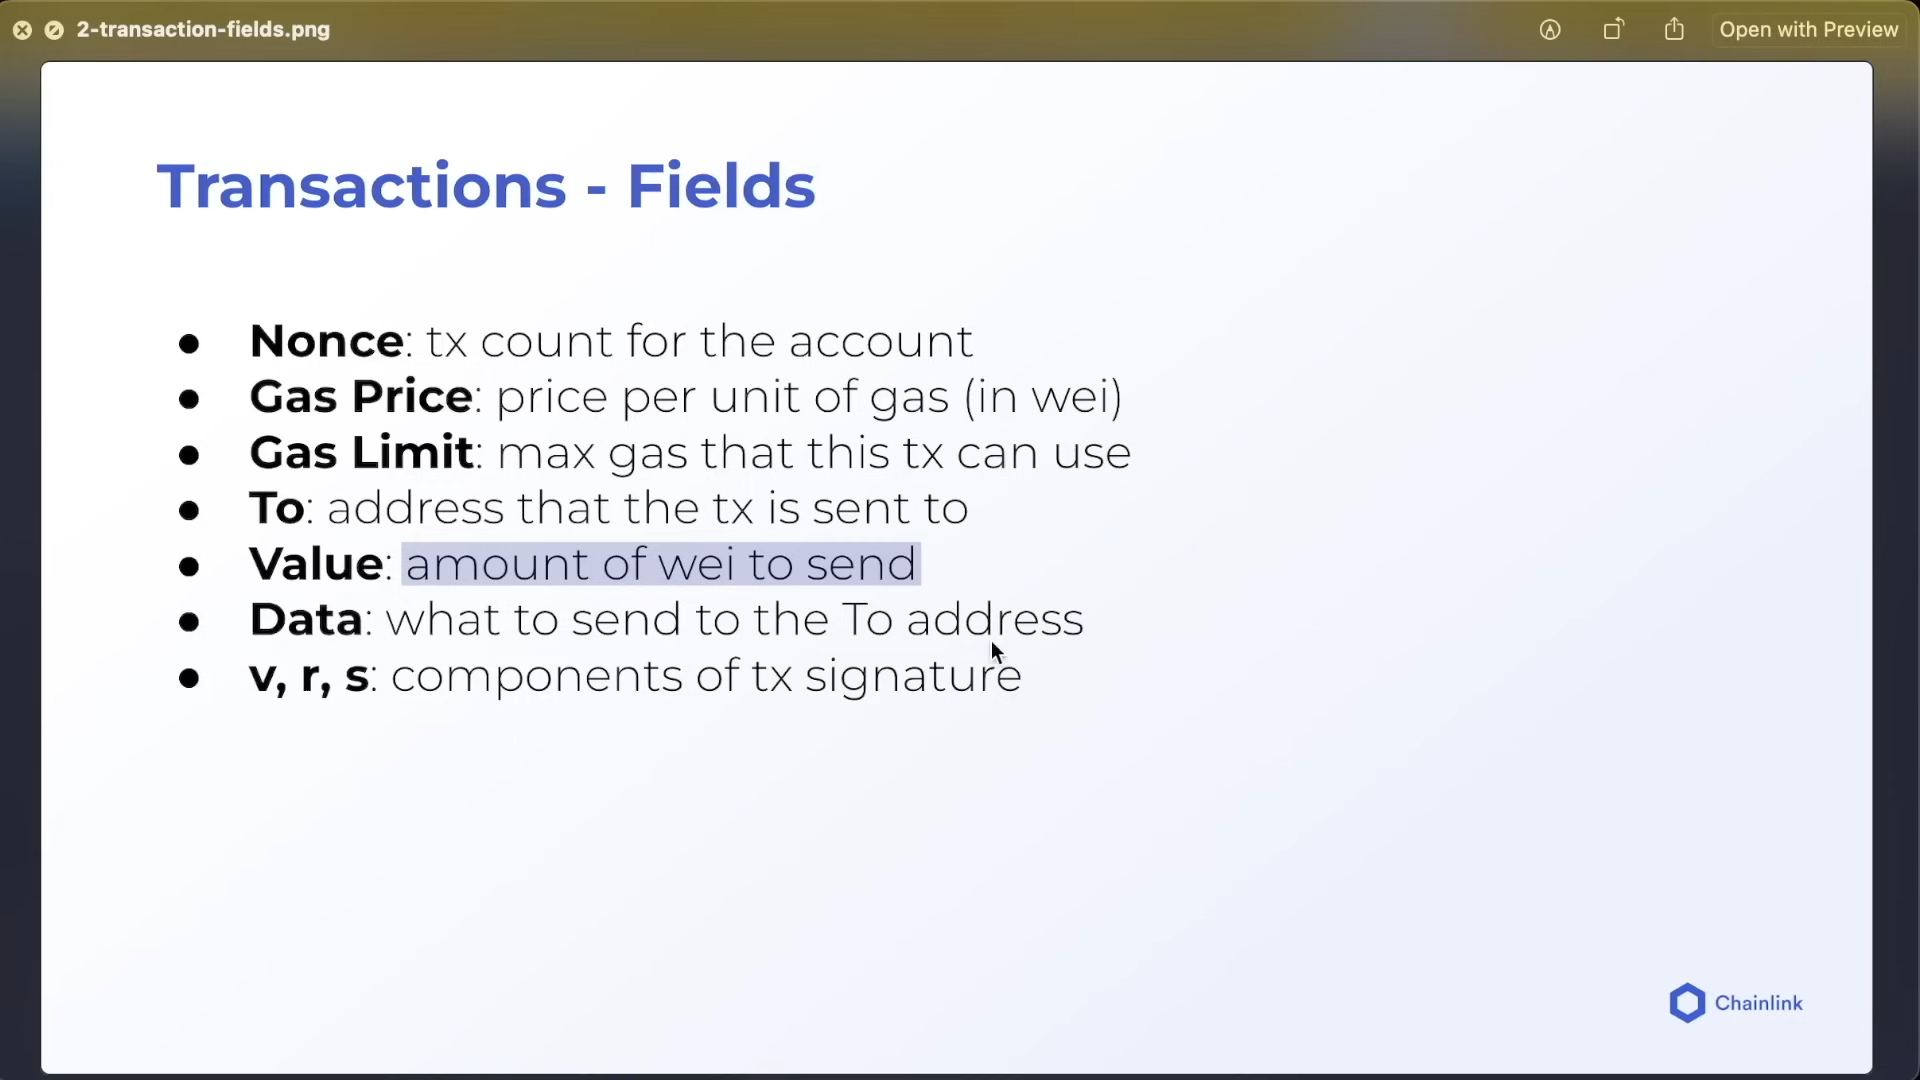 2-transaction-fields.png
Open with Preview
Transactions - Fields
● Nonce: tx count for the account
● Gas Price: price per unit of gas (in wei)
● Gas Limit: max gas that this tx can use
● To: address that the tx is sent to
● Value: amount of wei to send
● Data: what to send to the To address
● v, r, s: components of tx signature
Chainlink